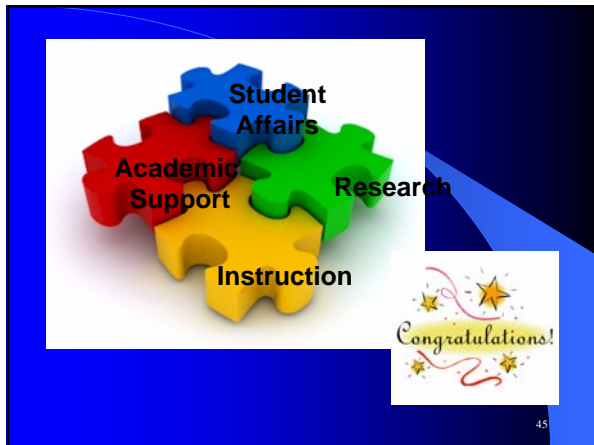 Student
Affairs
Academic
Support
Research
Instruction
Congratulations!
45